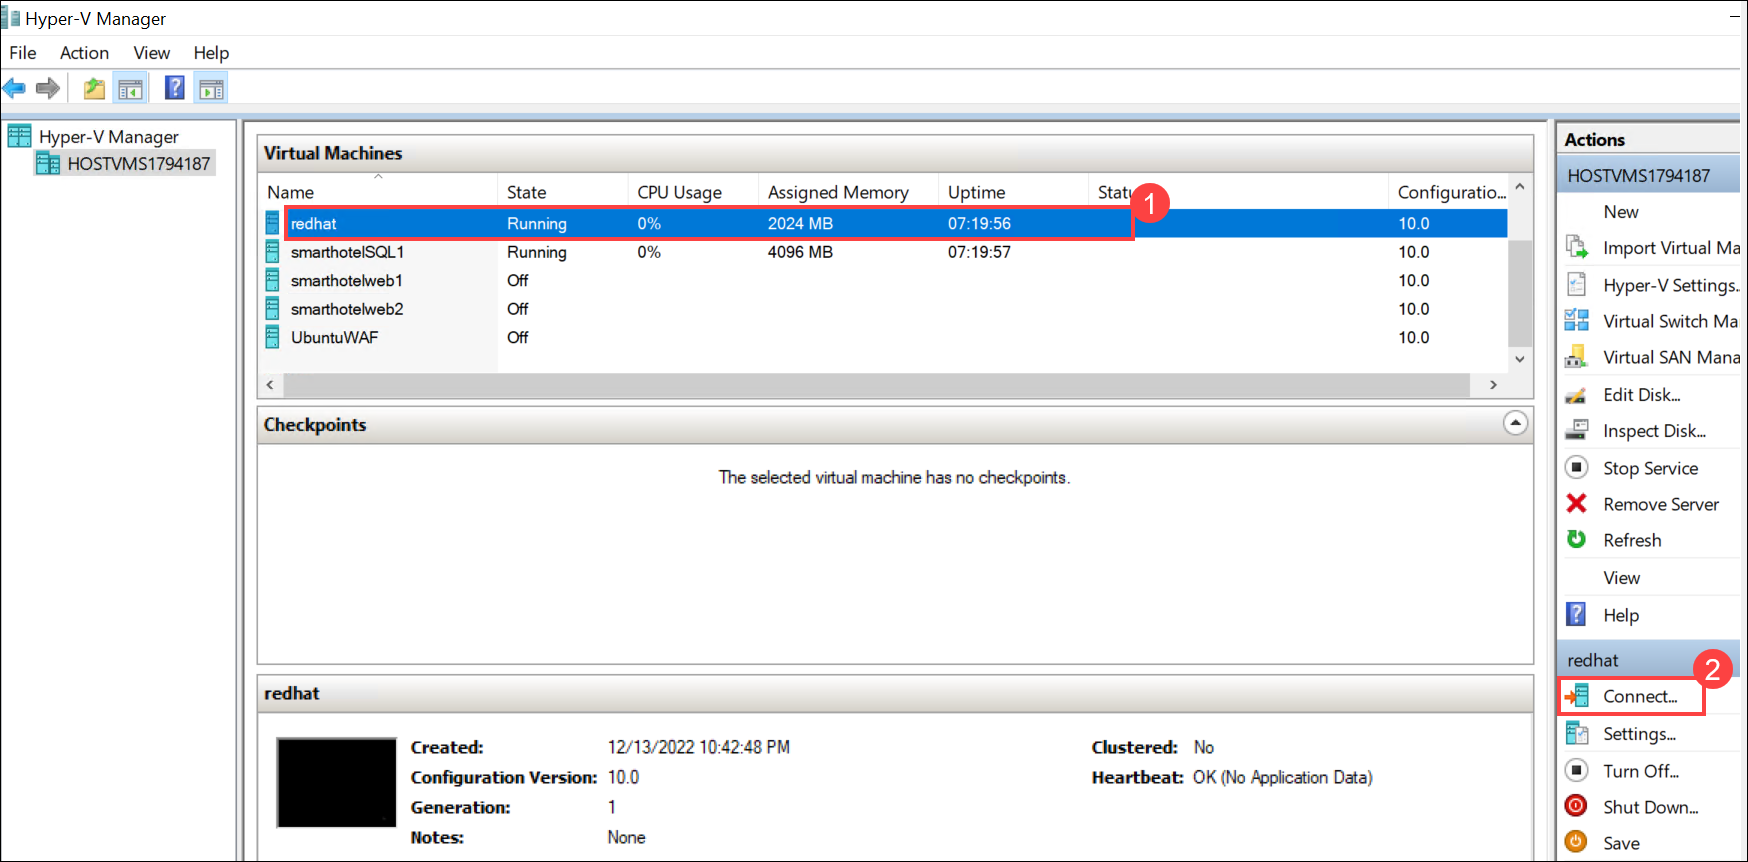 Hyper-V Manager
File Action View Help
Hyper-V Manager
HOSTVMS1794187
Virtual Machines
Name State CPU Usage Assigned Memory Uptime Statu Configuratio...
1
redhat Running 0% 2024 MB 07:19:56 10.0
smarthotelSQL1 Running 0% 4096 MB 07:19:57 10.0
smarthotelweb1 Off 10.0
smarthotelweb2 Off 10.0
UbuntuWAF Off 10.0
Checkpoints
The selected virtual machine has no checkpoints.
redhat
Created: 12/13/2022 10:42:48 PM
Configuration Version: 10.0
Generation: 1
Notes: None
Clustered: No
Heartbeat: OK (No Application Data)
Actions
HOSTVMS1794187
New
Import Virtual Ma
Hyper-V Settings.
Virtual Switch Ma
Virtual SAN Mana
Edit Disk...
Inspect Disk...
Stop Service
Remove Server
Refresh
View
Help
redhat
2
Connect...
Settings...
Turn Off...
Shut Down...
Save